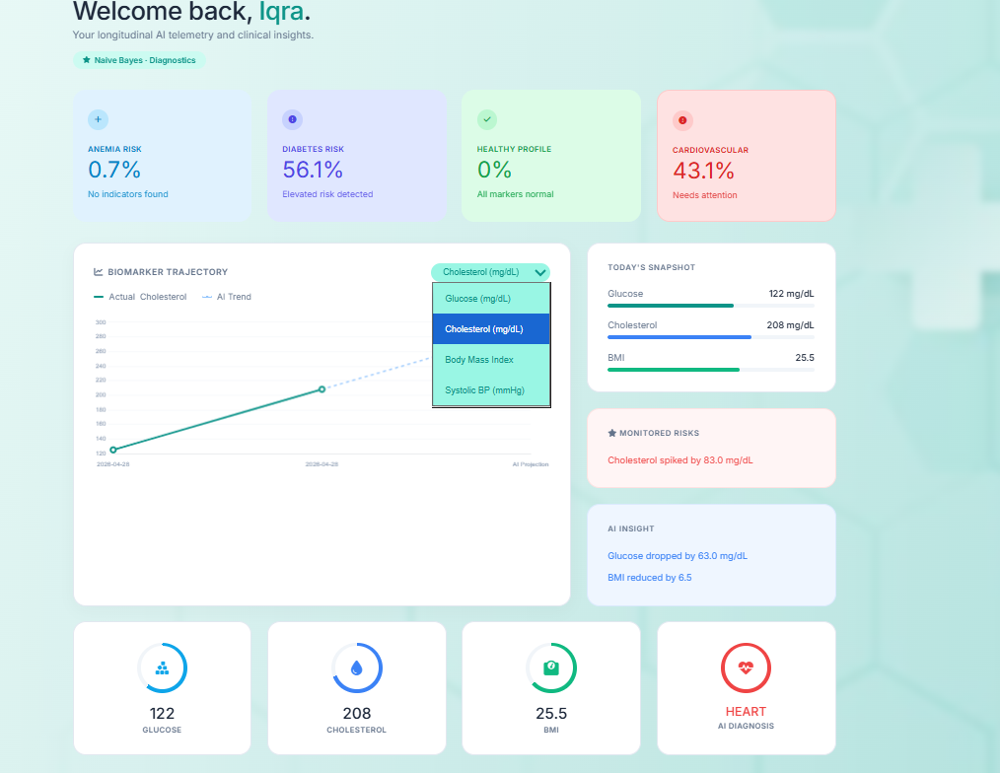 Welcome back, Iqra.
Your longitudinal AI telemetry and clinical insights.
Naive Bayes · Diagnostics
ANEMIA RISK
0.7%
No indicators found
DIABETES RISK
56.1%
Elevated risk detected
HEALTHY PROFILE
0%
All markers normal
CARDIOVASCULAR
43.1%
Needs attention
BIOMARKER TRAJECTORY
Cholesterol (mg/dL)
Actual Cholesterol
AI Trend
Glucose (mg/dL)
Cholesterol (mg/dL)
Body Mass Index
Systolic BP (mmHg)
300
280
260
240
220
200
180
160
140
120
2026-04-28
2026-04-28
AI Projection
TODAY'S SNAPSHOT
Glucose 122 mg/dL
Cholesterol 208 mg/dL
BMI 25.5
MONITORED RISKS
Cholesterol spiked by 83.0 mg/dL
AI INSIGHT
Glucose dropped by 63.0 mg/dL
BMI reduced by 6.5
122
GLUCOSE
208
CHOLESTEROL
25.5
BMI
HEART
AI DIAGNOSIS